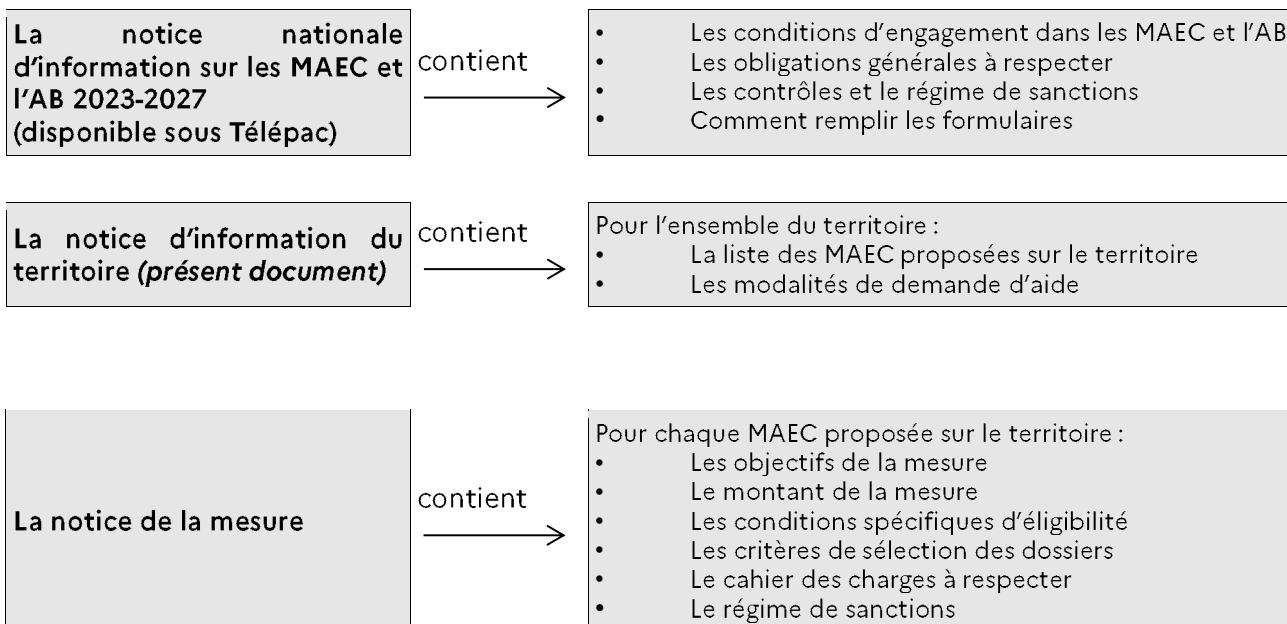 La notice nationale
d'information sur les MAEC et
l'AB 2023-2027
(disponible sous Télépac)
contient
• Les conditions d'engagement dans les MAEC et l'AB
• Les obligations générales à respecter
• Les contrôles et le régime de sanctions
• Comment remplir les formulaires
La notice d'information du
territoire (présent document)
contient
Pour l'ensemble du territoire :
• La liste des MAEC proposées sur le territoire
• Les modalités de demande d'aide
La notice de la mesure
contient
Pour chaque MAEC proposée sur le territoire :
• Les objectifs de la mesure
• Le montant de la mesure
• Les conditions spécifiques d'éligibilité
• Les critères de sélection des dossiers
• Le cahier des charges à respecter
• Le régime de sanctions